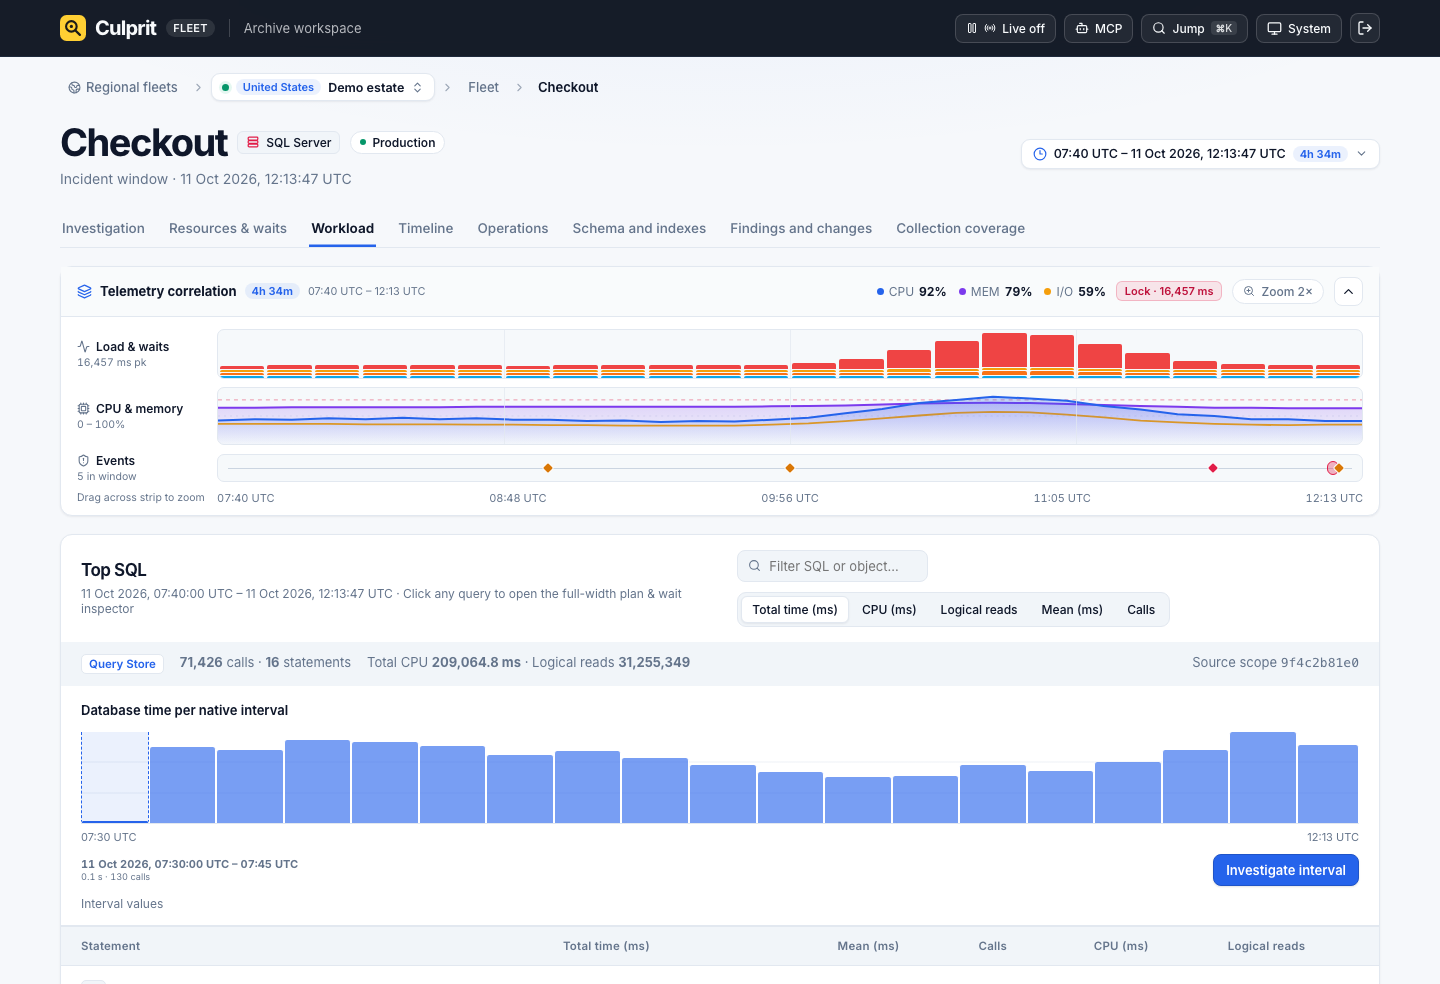 Culprit FLEET Archive workspace Live off MCP Jump ⌘K System
Regional fleets United States Demo estate Fleet Checkout
Checkout SQL Server Production
07:40 UTC – 11 Oct 2026, 12:13:47 UTC 4h 34m
Incident window · 11 Oct 2026, 12:13:47 UTC
Investigation Resources & waits Workload Timeline Operations Schema and indexes Findings and changes Collection coverage
Telemetry correlation 4h 34m 07:40 UTC – 12:13 UTC CPU 92% MEM 79% I/O 59% Lock · 16,457 ms Zoom 2×
Load & waits
16,457 ms pk
CPU & memory
0 – 100%
Events
5 in window
Drag across strip to zoom 07:40 UTC 08:48 UTC 09:56 UTC 11:05 UTC 12:13 UTC
Top SQL
Filter SQL or object...
11 Oct 2026, 07:40:00 UTC – 11 Oct 2026, 12:13:47 UTC · Click any query to open the full-width plan & wait
inspector
Total time (ms) CPU (ms) Logical reads Mean (ms) Calls
Query Store 71,426 calls · 16 statements Total CPU 209,064.8 ms · Logical reads 31,255,349 Source scope 9f4c2b81e0
Database time per native interval
07:30 UTC 12:13 UTC
11 Oct 2026, 07:30:00 UTC – 07:45 UTC
0.1 s · 130 calls
Investigate interval
Interval values
Statement Total time (ms) Mean (ms) Calls CPU (ms) Logical reads